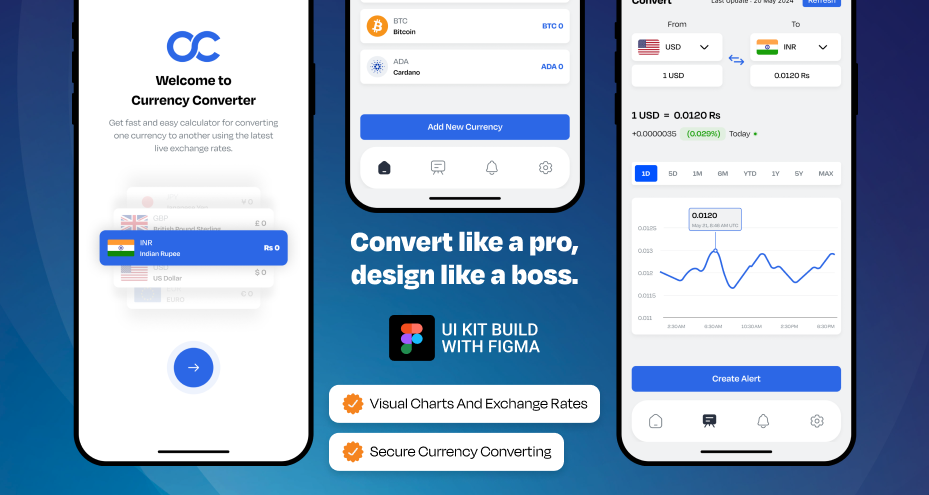 Welcome to
Currency Converter
Get fast and easy calculator for converting
one currency to another using the latest
live exchange rates.
¥ 0
GBP
British Pound Sterling
£ 0
INR
Indian Rupee
Rs 0
USD
US Dollar
$ 0
EURO
€ 0
BTC
Bitcoin
BTC 0
ADA
Cardano
ADA 0
Add New Currency
Convert like a pro,
design like a boss.
UI KIT BUILD
WITH FIGMA
Visual Charts And Exchange Rates
Secure Currency Converting
Convert
Last Update - 20 May 2024
Refresh
From
To
USD
INR
1 USD
0.0120 Rs
1 USD = 0.0120 Rs
+0.0000035 (0.029%) Today
1D 5D 1M 6M YTD 1Y 5Y MAX
0.0120
May 21, 6:48 AM UTC
0.0125
0.013
0.012
0.0115
0.011
6:30 AM 10:30 AM 2:30 PM 8:30 PM
Create Alert